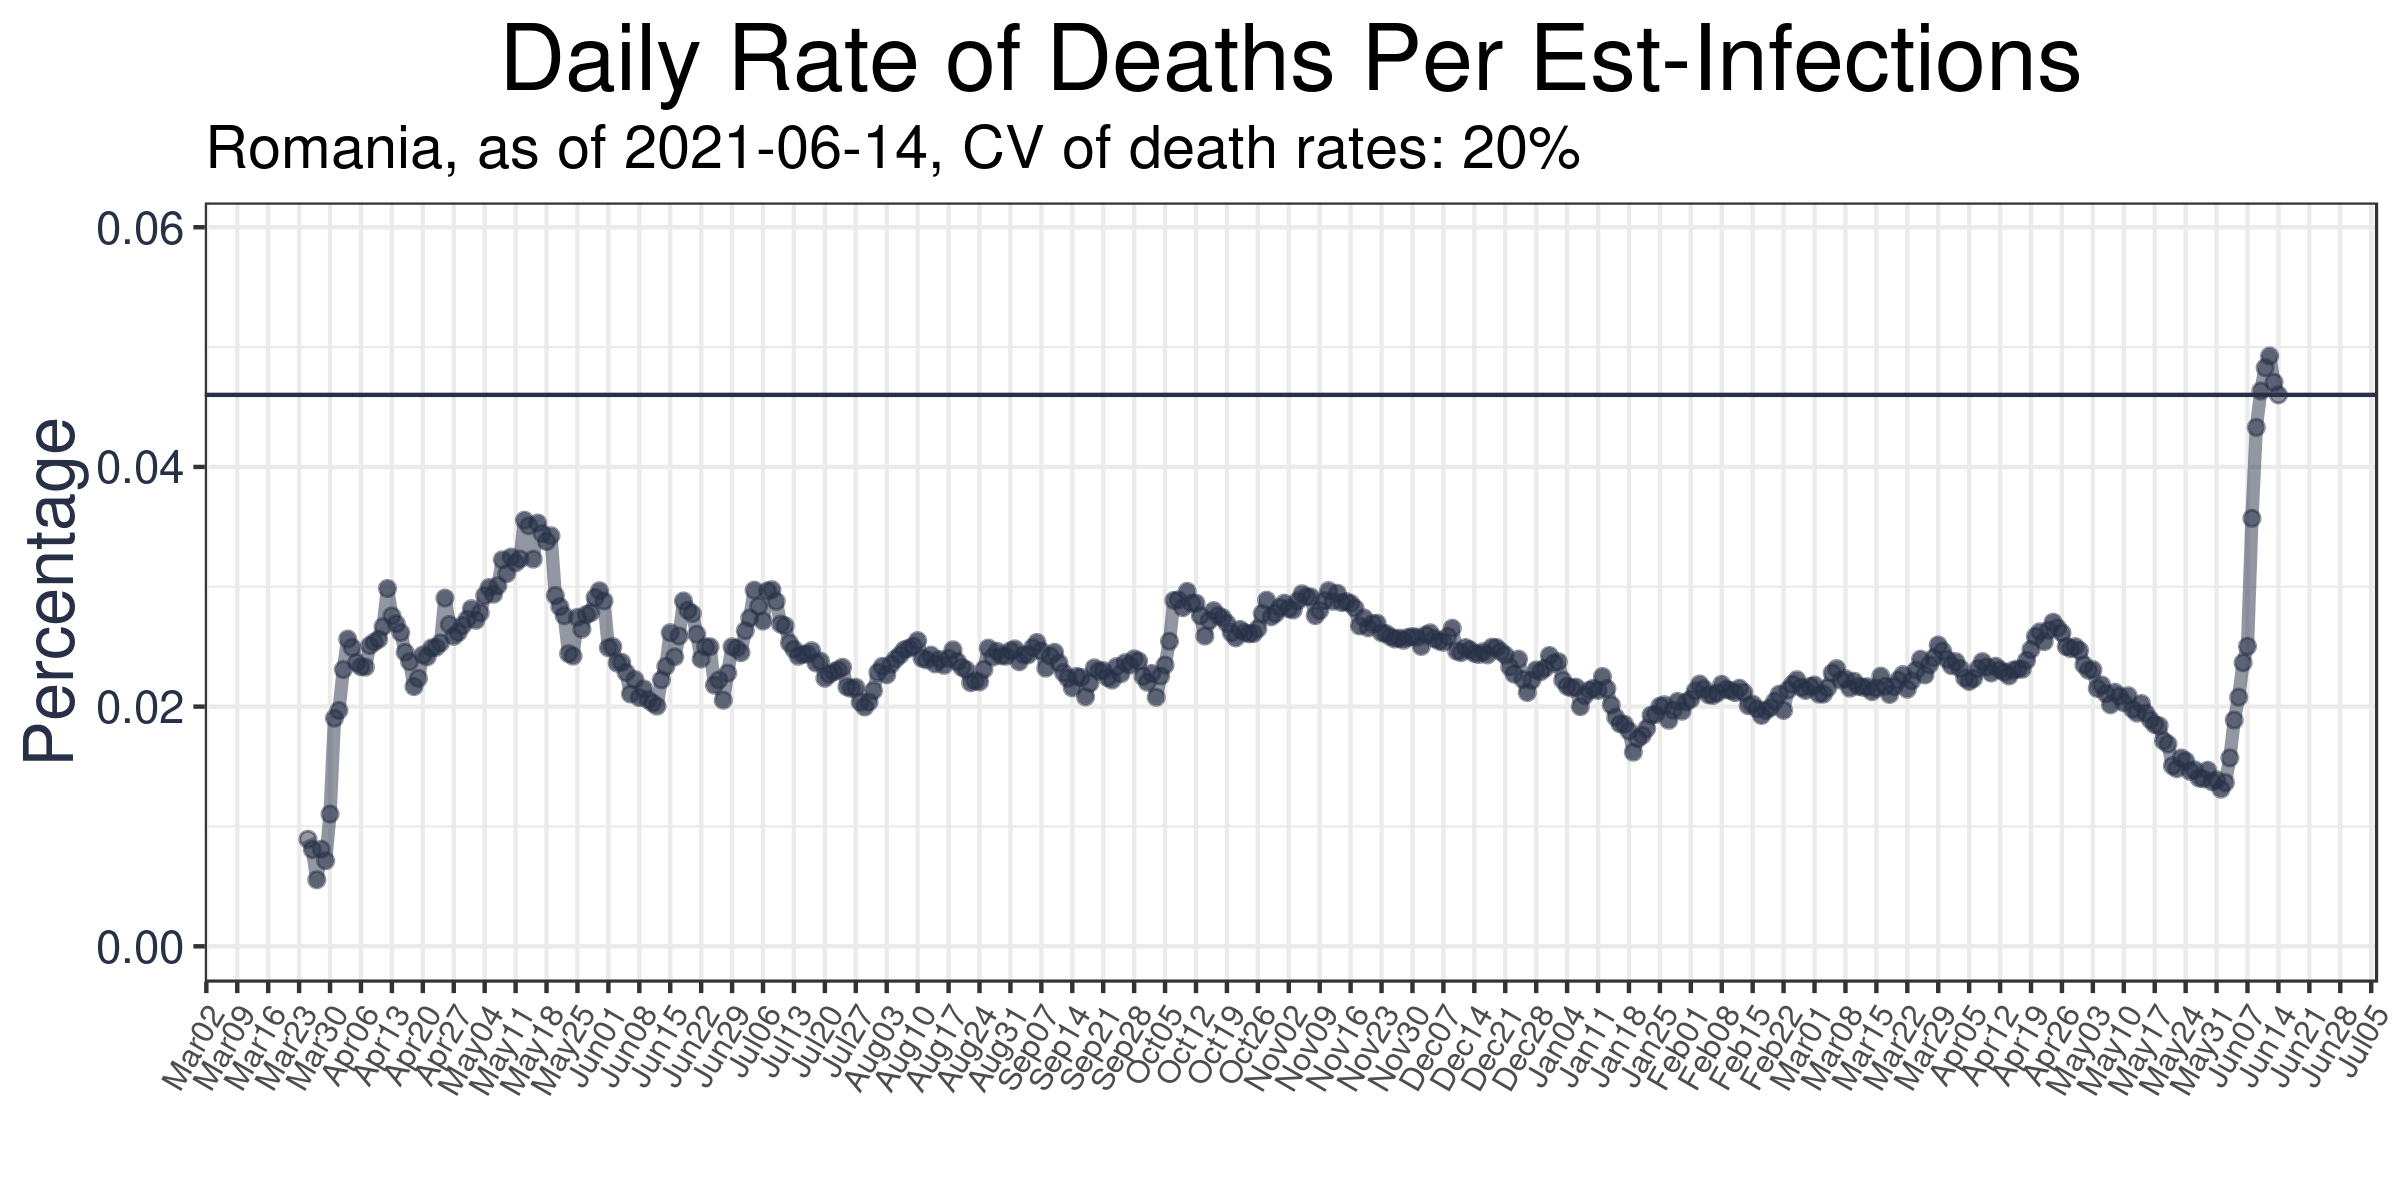 Daily Rate of Deaths Per Est-Infections
Romania, as of 2021-06-14, CV of death rates: 20%
Percentage
0.06
0.04
0.02
0.00
Mar02
Mar09
Mar16
Mar23
Mar30
Apr06
Apr13
Apr20
Apr27
May04
May11
May18
May25
Jun01
Jun08
Jun15
Jun22
Jun29
Jul06
Jul13
Jul20
Jul27
Aug03
Aug10
Aug17
Aug24
Aug31
Sep07
Sep14
Sep21
Sep28
Oct05
Oct12
Oct19
Oct26
Nov02
Nov09
Nov16
Nov23
Nov30
Dec07
Dec14
Dec21
Dec28
Jan04
Jan11
Jan18
Jan25
Feb01
Feb08
Feb15
Feb22
Mar01
Mar08
Mar15
Mar22
Mar29
Apr05
Apr12
Apr19
Apr26
May03
May10
May17
May24
May31
Jun07
Jun14
Jun21
Jun28
Jul05